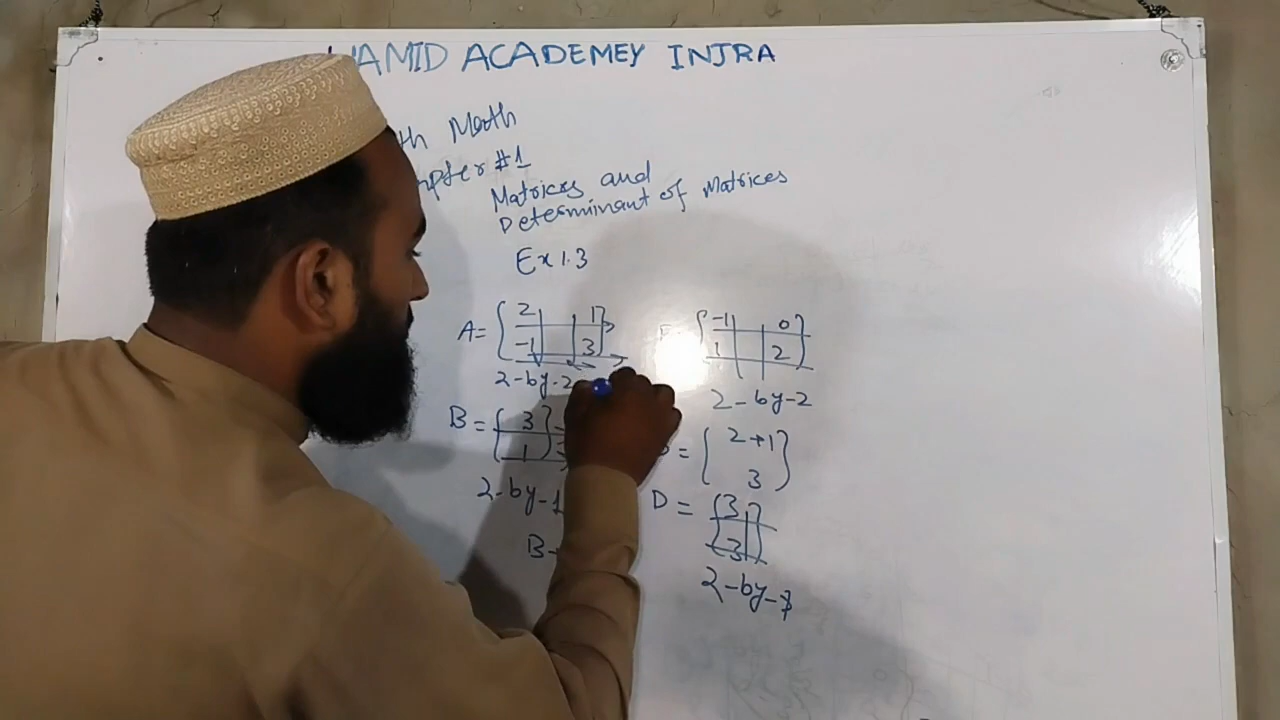 HAMID ACADEMEY INJRA
th Math
pter #1
Matrices and
Determinant of Matrices
Ex 1.3
A = [ 2 1
-1 3 ]
2-by-2
[ -1 0
1 2 ]
2-by-2
B = [ 3
1 ]
2-by-1
= [ 2+1
3 ]
D = [ 3
3 ]
2-by-1
B-